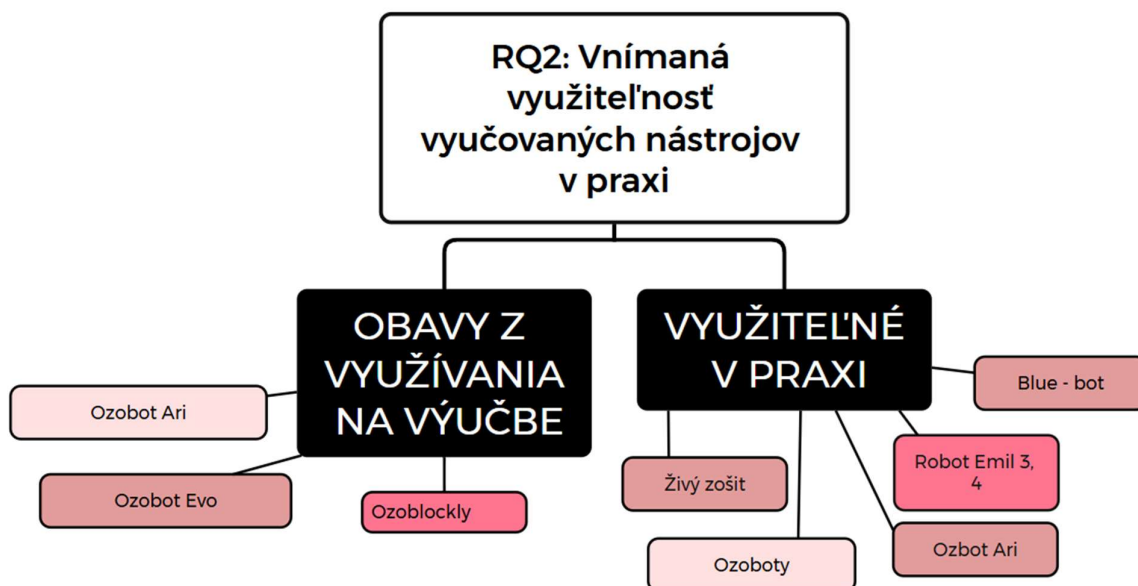 RQ2: Vnímaná
využiteľnosť
vyučovaných nástrojov
v praxi
OBAVY Z
VYUŽÍVANIA
NA VÝUČBE
VYUŽITEĽNÉ
V PRAXI
Ozobot Ari
Ozobot Evo
Ozoblockly
Živý zošit
Ozoboty
Ozbot Ari
Robot Emil 3,
4
Blue - bot